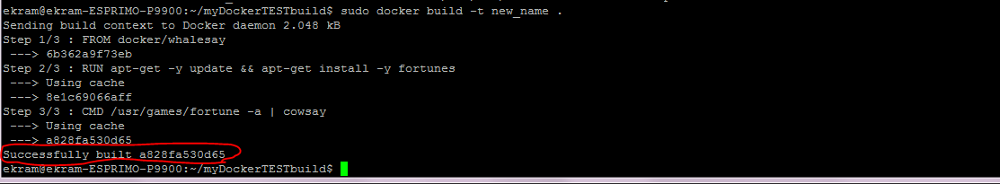 ekram@ekram-ESPRIMO-P9900:~/myDockerTESTbuild$ sudo docker build -t new_name .
Sending build context to Docker daemon 2.048 kB
Step 1/3 : FROM docker/whalesay
 ---> 6b362a9f73eb
Step 2/3 : RUN apt-get -y update && apt-get install -y fortunes
 ---> Using cache
 ---> 8e1c69066aff
Step 3/3 : CMD /usr/games/fortune -a | cowsay
 ---> Using cache
 ---> a828fa530d65
Successfully built a828fa530d65
ekram@ekram-ESPRIMO-P9900:~/myDockerTESTbuild$